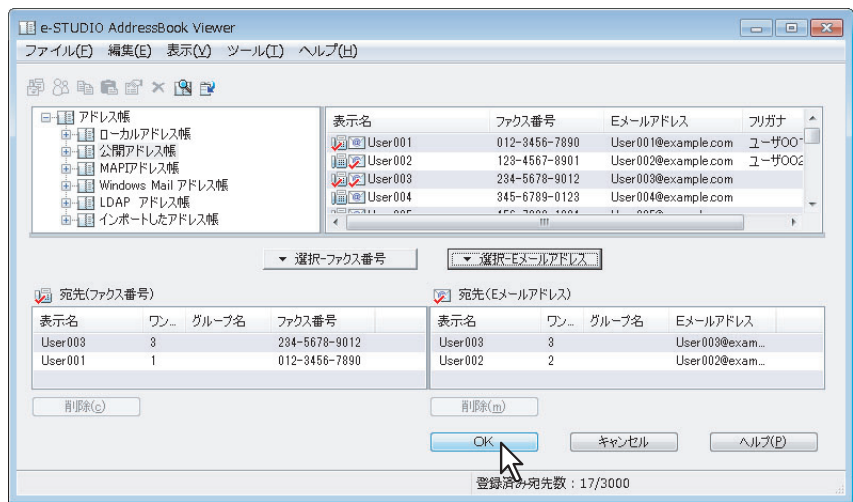 e-STUDIO AddressBook Viewer
ファイル(F) 編集(E) 表示(V) ツール(T) ヘルプ(H)
アドレス帳
ローカルアドレス帳
公開アドレス帳
MAPIアドレス帳
Windows Mail アドレス帳
LDAP アドレス帳
インポートしたアドレス帳
表示名 ファクス番号 Eメールアドレス フリガナ
User001 012-3456-7890 User001@example.com ユーザ001
User002 123-4567-8901 User002@example.com ユーザ002
User003 234-5678-9012 User003@example.com
User004 345-6789-0123 User004@example.com
▼ 選択-ファクス番号 ▼ 選択-Eメールアドレス
宛先(ファクス番号) 宛先(Eメールアドレス)
表示名 ワン... グループ名 ファクス番号 表示名 ワン... グループ名 Eメールアドレス
User003 3 234-5678-9012 User003 3 User003@exam...
User001 1 012-3456-7890 User002 2 User002@exam...
削除(c) 削除(m)
OK キャンセル ヘルプ(P)
登録済み宛先数：17/3000